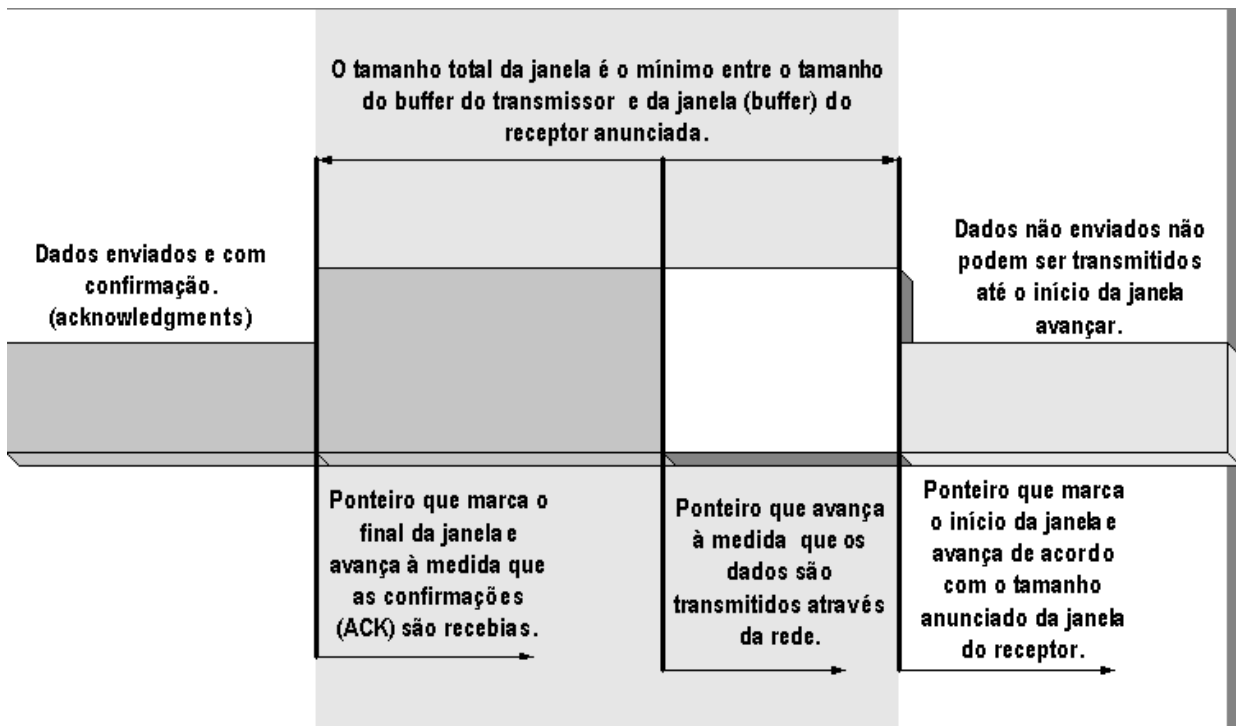 O tamanho total da janela é o mínimo entre o tamanho
do buffer do transmissor e da janela (buffer) do
receptor anunciada.
Dados enviados e com
confirmação.
(acknowledgments)
Dados não enviados não
podem ser transmitidos
até o início da janela
avançar.
Ponteiro que marca o
final da janela e
avança à medida que
as confirmações
(ACK) são recebias.
Ponteiro que avança
à medida que os
dados são
transmitidos através
da rede.
Ponteiro que marca
o início da janela e
avança de acordo
com o tamanho
anunciado da janela
do receptor.